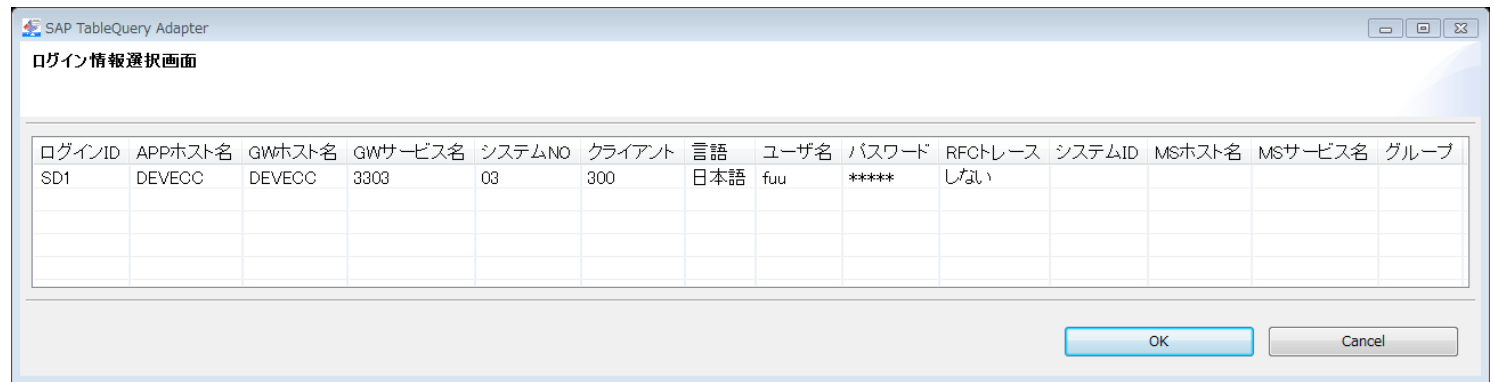 SAP TableQuery Adapter
ログイン情報選択画面
ログインID APPホスト名 GWホスト名 GWサービス名 システムNO クライアント 言語 ユーザ名 パスワード RFCトレース システムID MSホスト名 MSサービス名 グループ
SD1 DEVECC DEVECC 3303 03 300 日本語 fuu ***** しない
OK Cancel